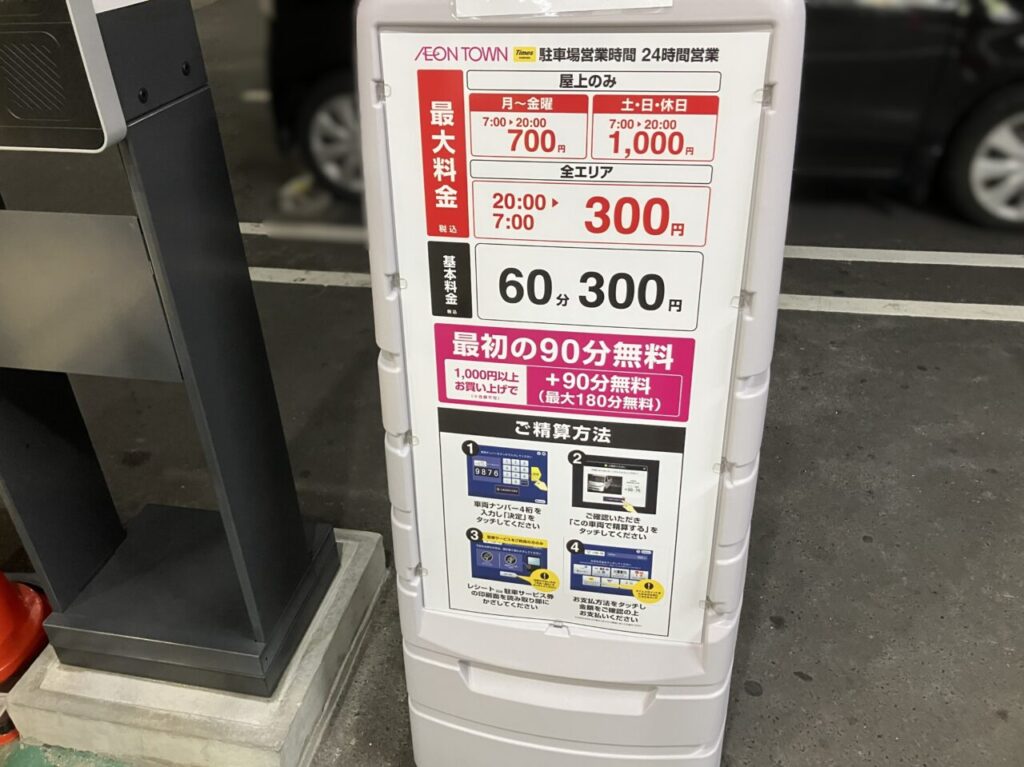 ÆON TOWN Times 駐車場営業時間 24時間営業
最大料金 税込
屋上のみ
月～金曜
7:00▶20:00
700円
土・日・休日
7:00▶20:00
1,000円
全エリア
20:00▶
7:00
300円
基本料金 税込
60分 300円
最初の90分無料
1,000円以上
お買い上げで
＋90分無料
（最大180分無料）
ご精算方法
1
9876
車両ナンバー4桁を
入力し「決定」を
タッチしてください
2
ご確認いただき
「この車両で精算する」を
タッチしてください
3
レシート or 駐車サービス券
の印刷面を読み取り部に
かざしてください
4
お支払方法をタッチし
金額をご確認の上
お支払いください